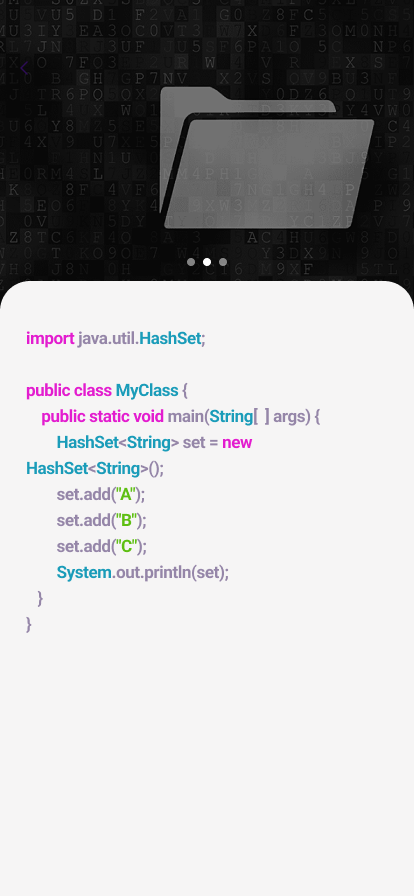 import java.util.HashSet;
public class MyClass {
public static void main(String[ ] args) {
HashSet<String> set = new
HashSet<String>();
set.add("A");
set.add("B");
set.add("C");
System.out.println(set);
}
}